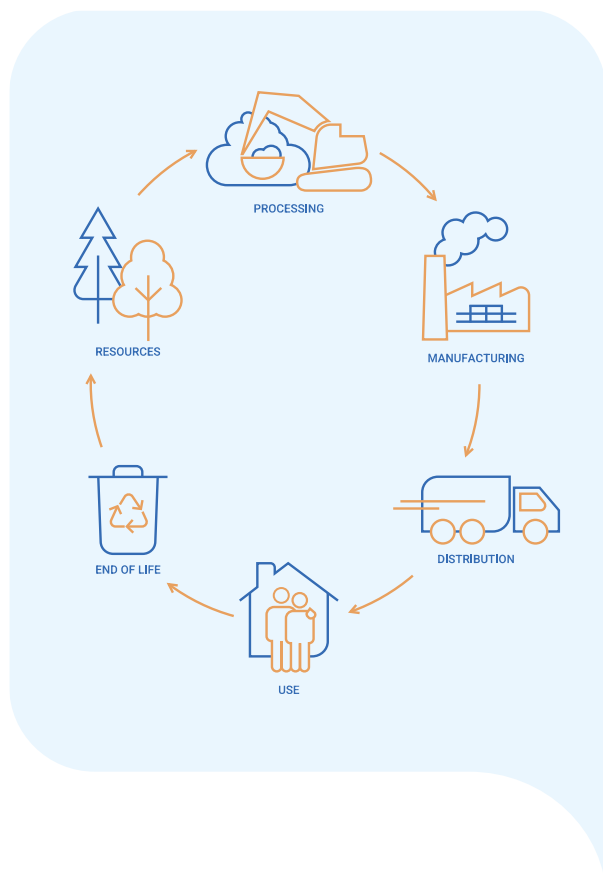 PROCESSING
RESOURCES
MANUFACTURING
END OF LIFE
DISTRIBUTION
USE